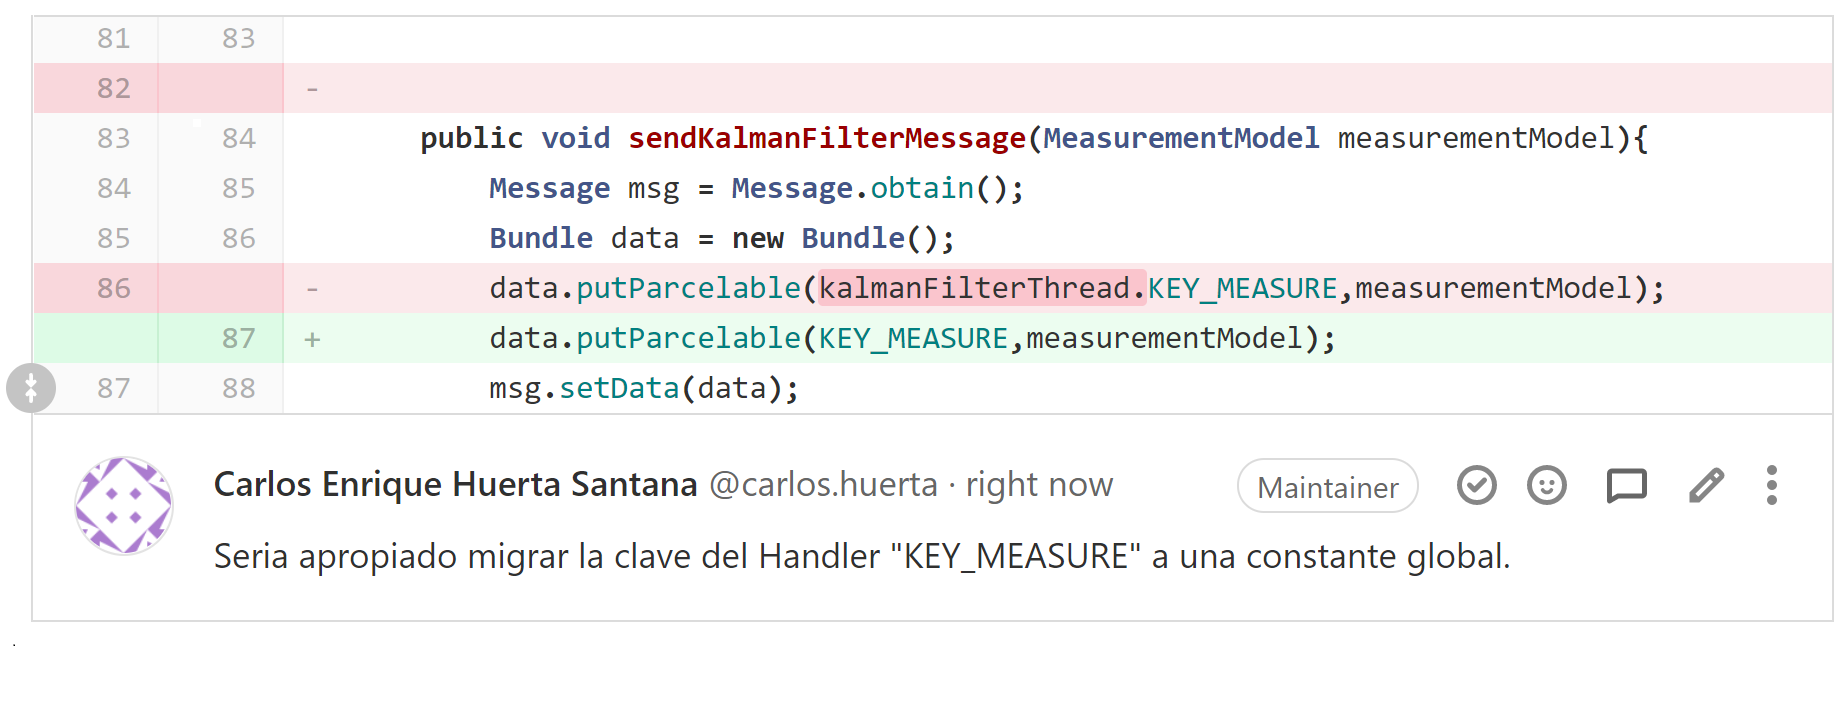 81 83
82 -
83 84 public void sendKalmanFilterMessage(MeasurementModel measurementModel){
84 85 Message msg = Message.obtain();
85 86 Bundle data = new Bundle();
86 - data.putParcelable(kalmanFilterThread.KEY_MEASURE,measurementModel);
87 + data.putParcelable(KEY_MEASURE,measurementModel);
87 88 msg.setData(data);
Carlos Enrique Huerta Santana @carlos.huerta · right now Maintainer
Seria apropiado migrar la clave del Handler "KEY_MEASURE" a una constante global.